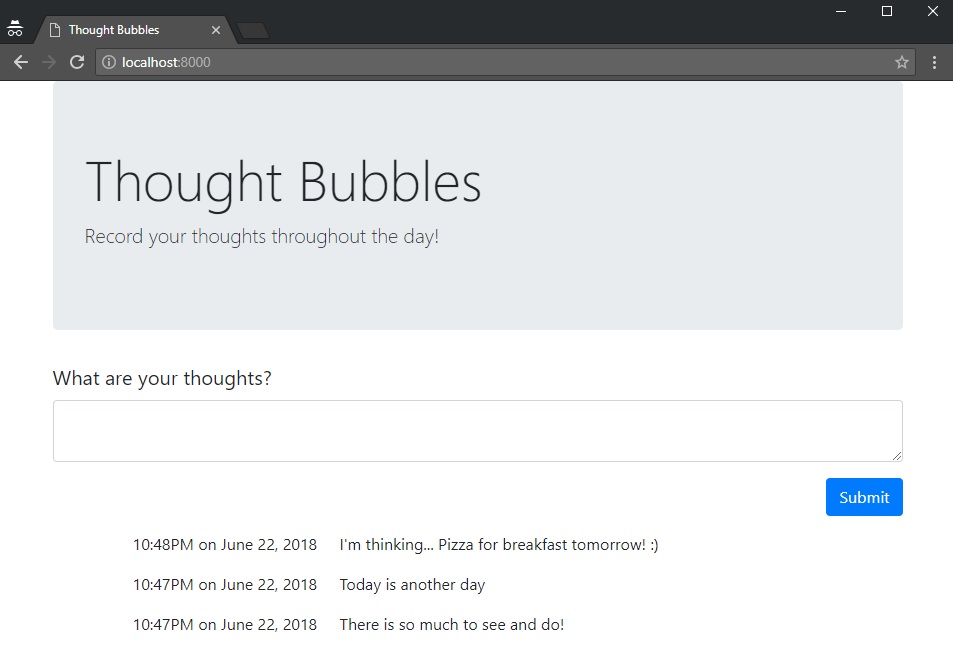 Thought Bubbles
localhost:8000
Thought Bubbles
Record your thoughts throughout the day!
What are your thoughts?
Submit
10:48PM on June 22, 2018 I'm thinking... Pizza for breakfast tomorrow! :)
10:47PM on June 22, 2018 Today is another day
10:47PM on June 22, 2018 There is so much to see and do!